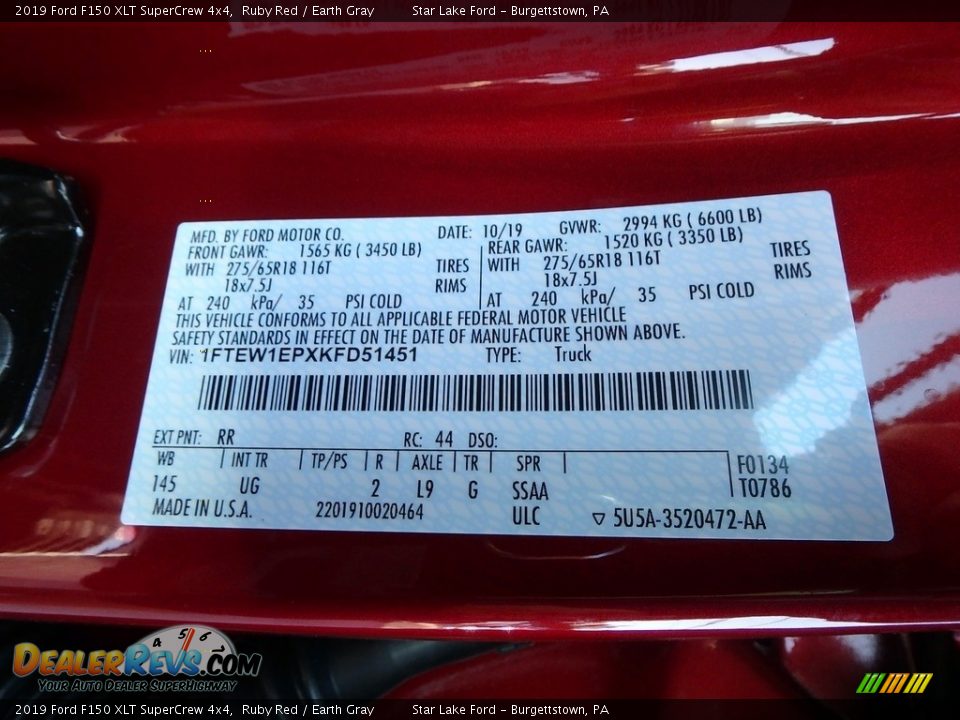 2019 Ford F150 XLT SuperCrew 4x4, Ruby Red / Earth Gray Star Lake Ford - Burgettstown, PA
MFD. BY FORD MOTOR CO. DATE: 10/19 GVWR: 2994 KG ( 6600 LB)
FRONT GAWR: 1565 KG ( 3450 LB) REAR GAWR: 1520 KG ( 3350 LB)
WITH 275/65R18 116T TIRES WITH 275/65R18 116T TIRES
18x7.5J RIMS 18x7.5J RIMS
AT 240 kPa/ 35 PSI COLD AT 240 kPa/ 35 PSI COLD
THIS VEHICLE CONFORMS TO ALL APPLICABLE FEDERAL MOTOR VEHICLE
SAFETY STANDARDS IN EFFECT ON THE DATE OF MANUFACTURE SHOWN ABOVE.
VIN: 1FTEW1EPXKFD51451 TYPE: Truck
EXT PNT: RR RC: 44 DSO:
WB INT TR TP/PS R AXLE TR SPR F0134
145 UG 2 L9 G SSAA T0786
MADE IN U.S.A. 2201910020464 ULC ▽ 5U5A-3520472-AA
4 5 6
DEALERREVS.COM
YOUR AUTO DEALER SUPERHIGHWAY
2019 Ford F150 XLT SuperCrew 4x4, Ruby Red / Earth Gray Star Lake Ford - Burgettstown, PA